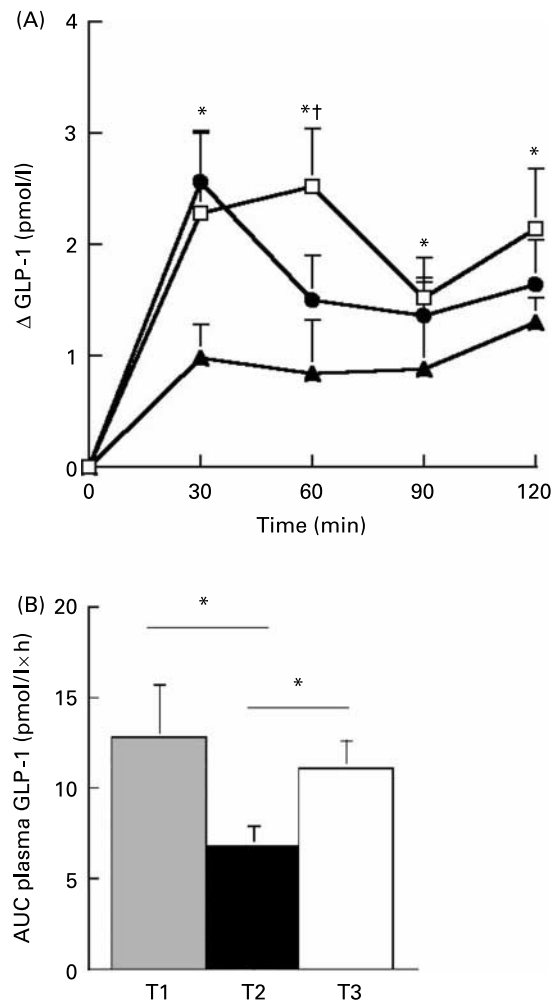 (A)
4
3
2
1
0
Δ GLP-1 (pmol/l)
*
*†
*
*
0 30 60 90 120
Time (min)
(B)
20
15
10
5
0
AUC plasma GLP-1 (pmol/l×h)
*
*
T1 T2 T3